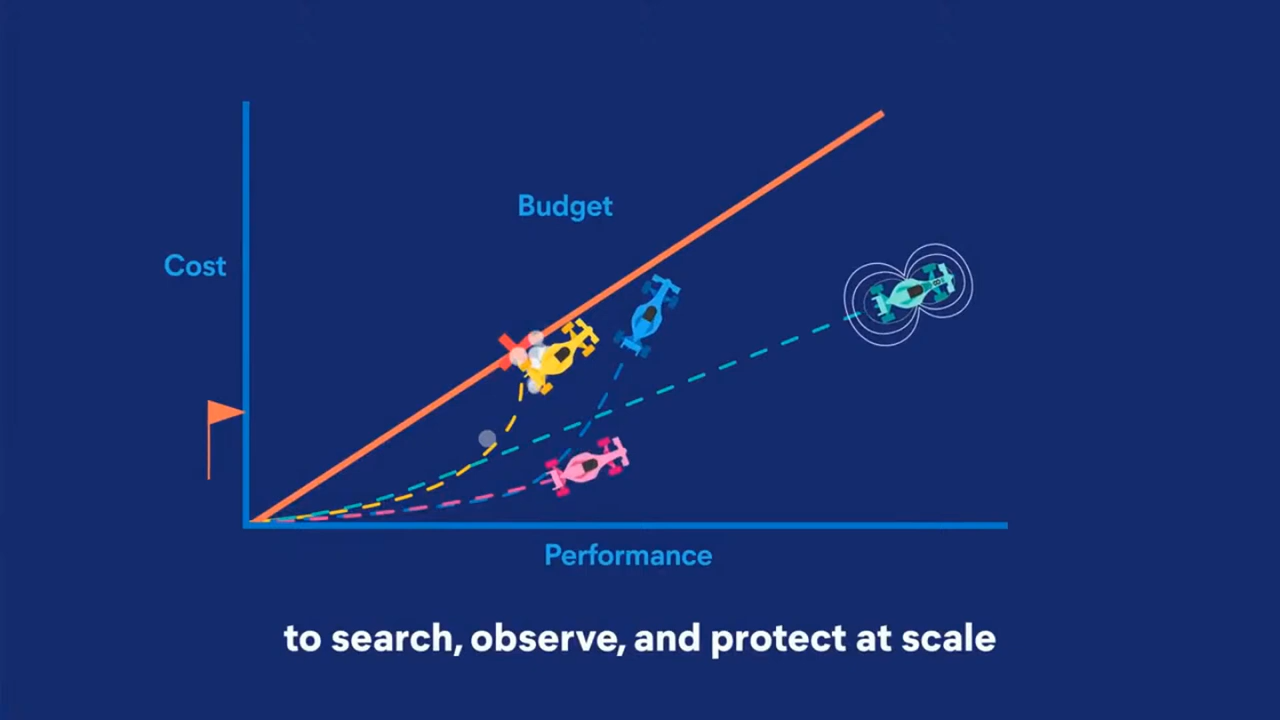 Budget
Cost
Performance
to search, observe, and protect at scale